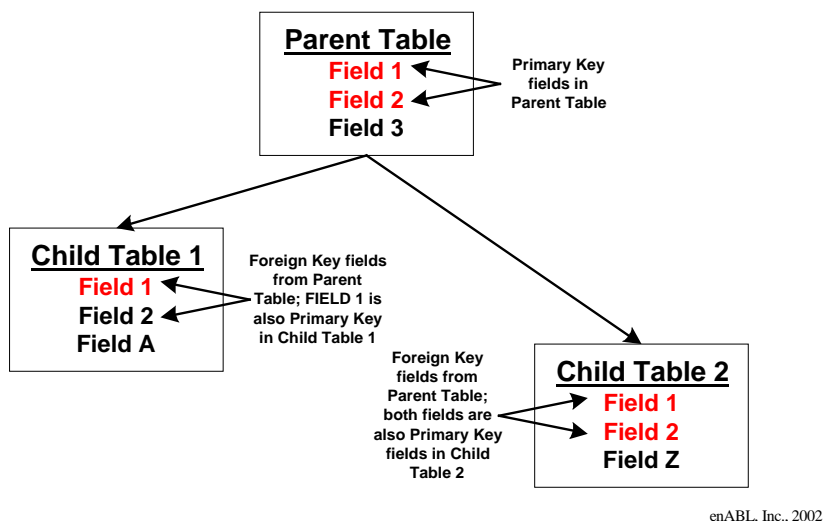 Parent Table
Field 1
Field 2
Field 3
Primary Key
fields in
Parent Table
Child Table 1
Field 1
Field 2
Field A
Foreign Key fields
from Parent
Table; FIELD 1 is
also Primary Key
in Child Table 1
Foreign Key
fields from
Parent Table;
both fields are
also Primary Key
fields in Child
Table 2
Child Table 2
Field 1
Field 2
Field Z
enABL, Inc., 2002